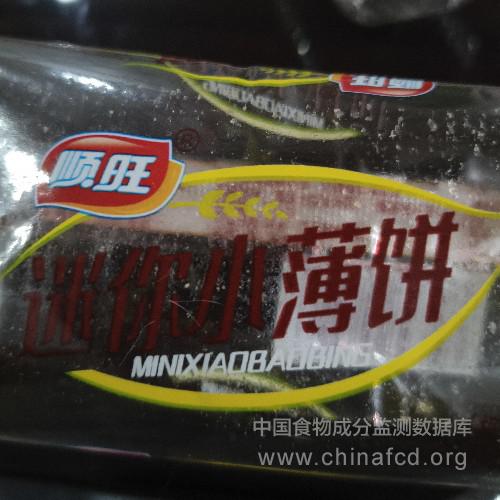 顺旺
®
迷你小薄饼
MINIXIAOBAOBING
中国食物成分监测数据库
www.chinafcd.org